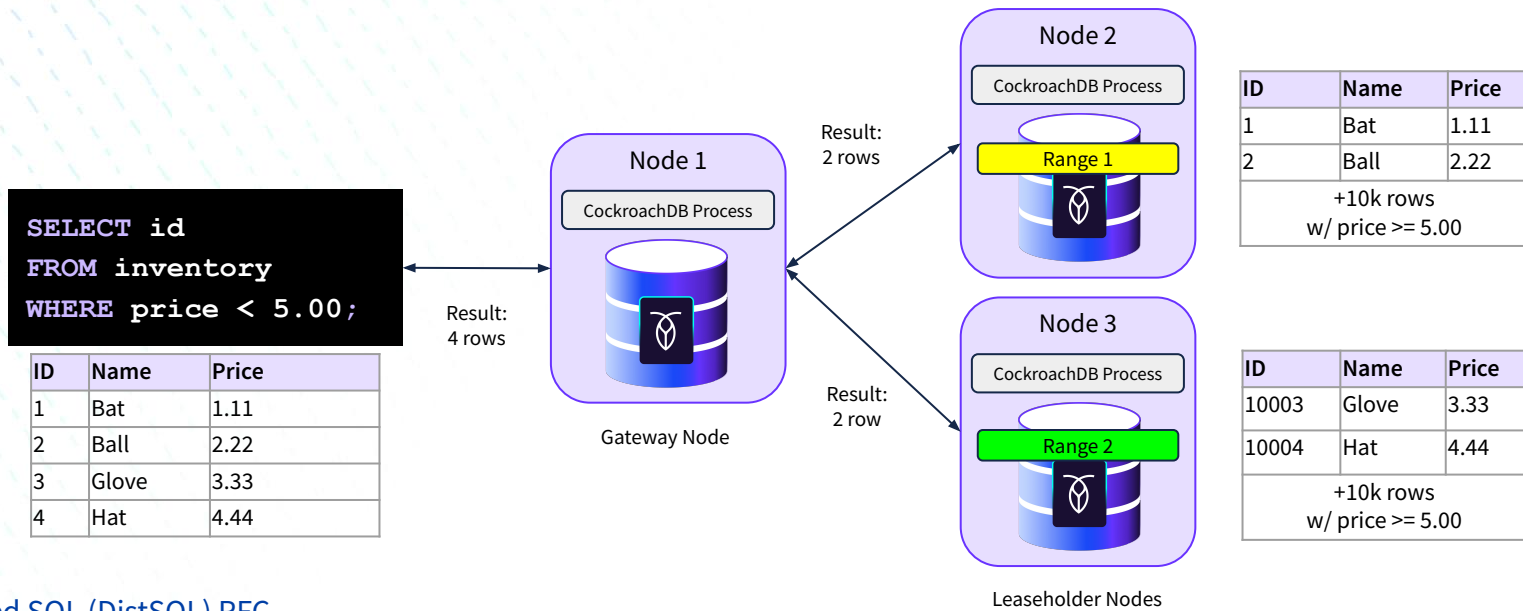 SELECT id
FROM inventory
WHERE price < 5.00;
ID Name Price
1 Bat 1.11
2 Ball 2.22
3 Glove 3.33
4 Hat 4.44
Result:
4 rows
Node 1
CockroachDB Process
Gateway Node
Result:
2 rows
Result:
2 row
Node 2
CockroachDB Process
Range 1
Node 3
CockroachDB Process
Range 2
Leaseholder Nodes
ID Name Price
1 Bat 1.11
2 Ball 2.22
+10k rows
w/ price >= 5.00
ID Name Price
10003 Glove 3.33
10004 Hat 4.44
+10k rows
w/ price >= 5.00
SQL (DistSQL) RFC